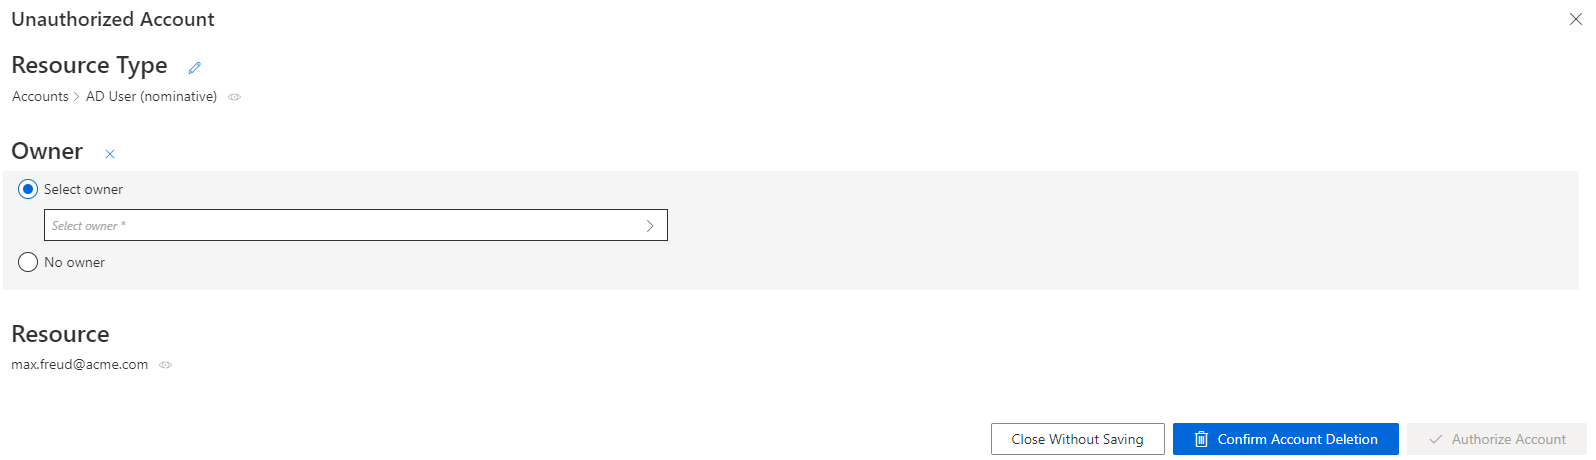 Unauthorized Account
Resource Type
Accounts > AD User (nominative)
Owner
Select owner
Select owner *
No owner
Resource
max.freud@acme.com
Close Without Saving
Confirm Account Deletion
Authorize Account